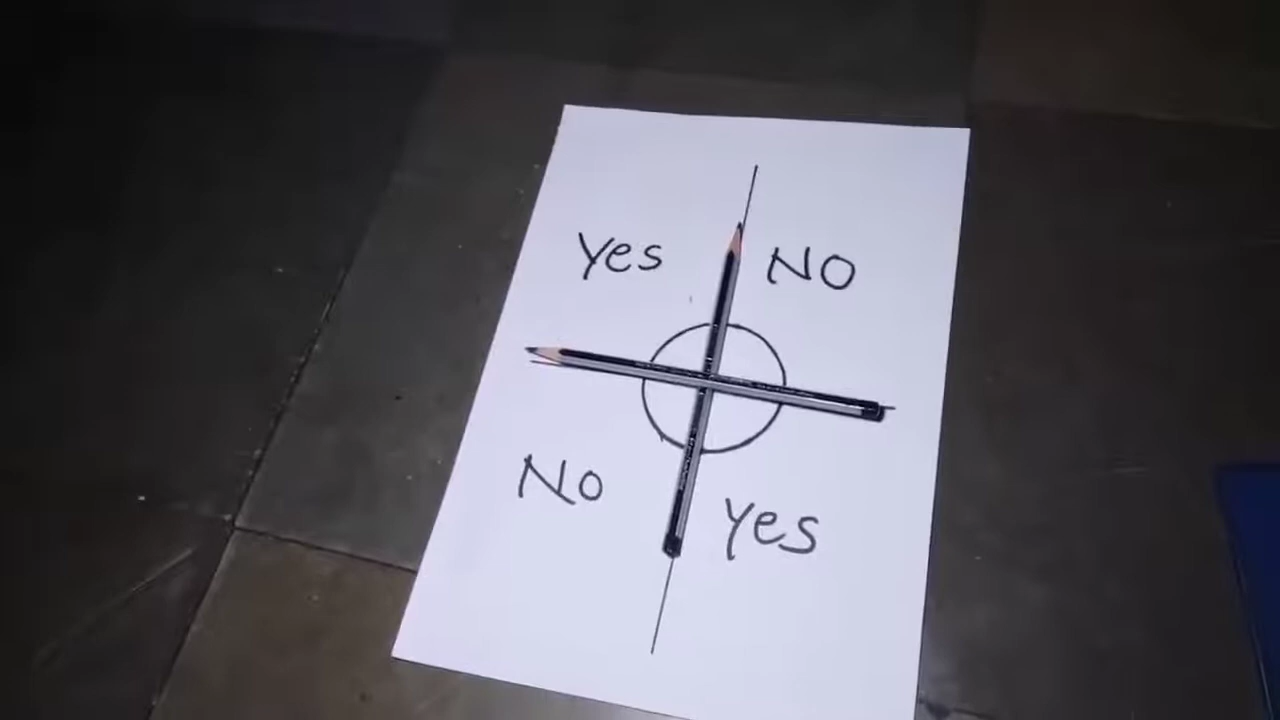 Yes NO
No Yes